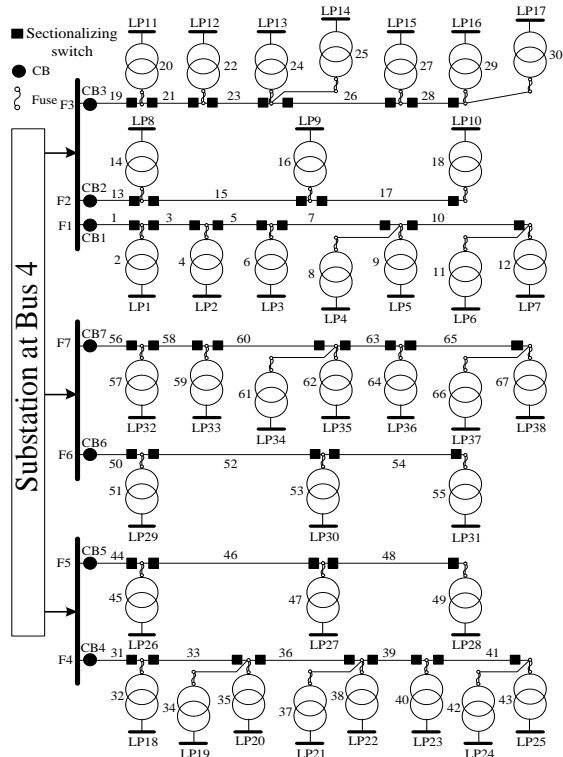 LP11 LP12 LP13 LP14 LP15 LP16 LP17
Sectionalizing
switch
CB
Fuse
20 22 24 25 27 29 30
F3 CB3 19 21 23 26 28
LP8 LP9 LP10
14 16 18
F2 CB2 13 15 17
F1 CB1 1 3 5 7 10
2 4 6 8 9 11 12
LP1 LP2 LP3 LP4 LP5 LP6 LP7
Substation at Bus 4
F7 CB7 56 58 60 63 65
57 59 61 62 64 66 67
LP32 LP33 LP34 LP35 LP36 LP37 LP38
F6 CB6 50 52 54
51 53 55
LP29 LP30 LP31
F5 CB5 44 46 48
45 47 49
LP26 LP27 LP28
F4 CB4 31 33 36 39 41
32 34 35 37 38 40 42 43
LP18 LP19 LP20 LP21 LP22 LP23 LP24 LP25